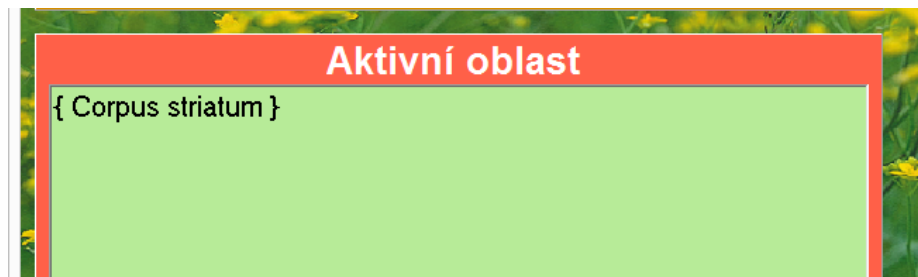 Aktivní oblast
{ Corpus striatum }